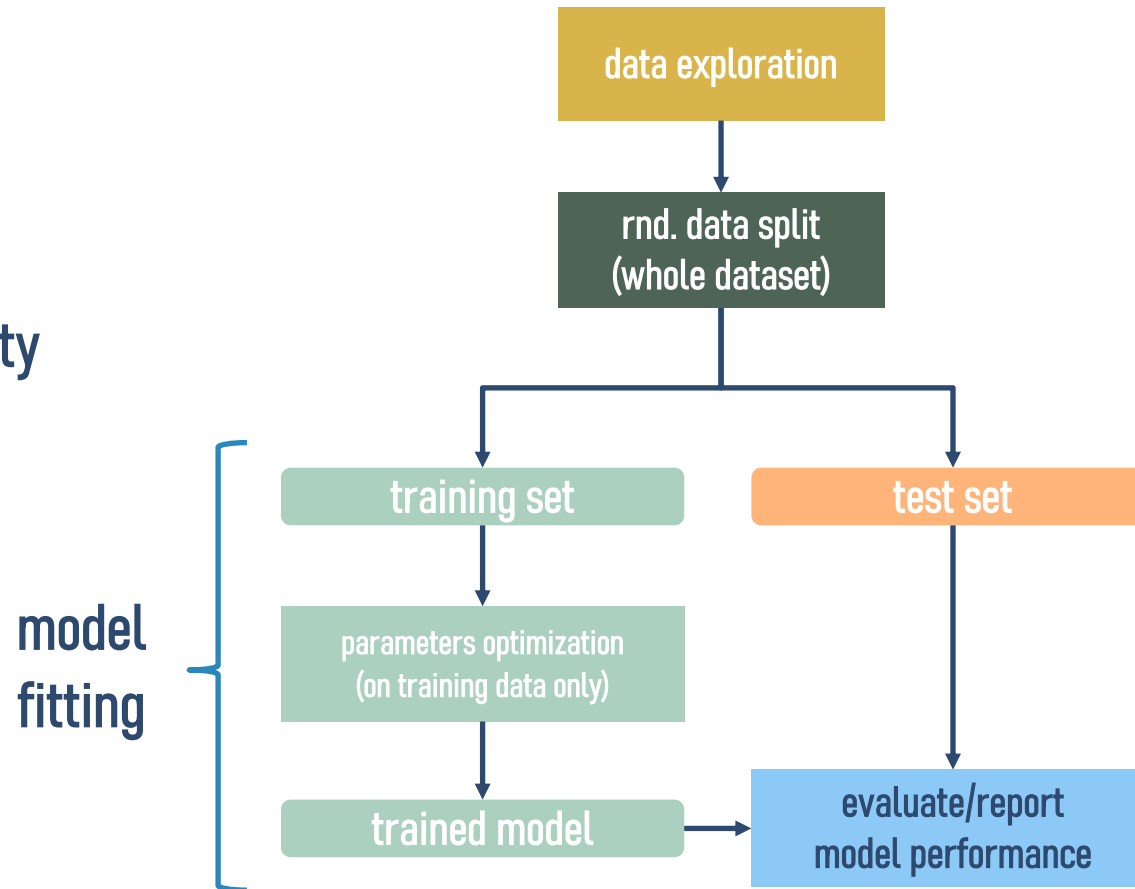 data exploration
rnd. data split
(whole dataset)
ty
training set
test set
model
fitting
parameters optimization
(on training data only)
trained model
evaluate/report
model performance